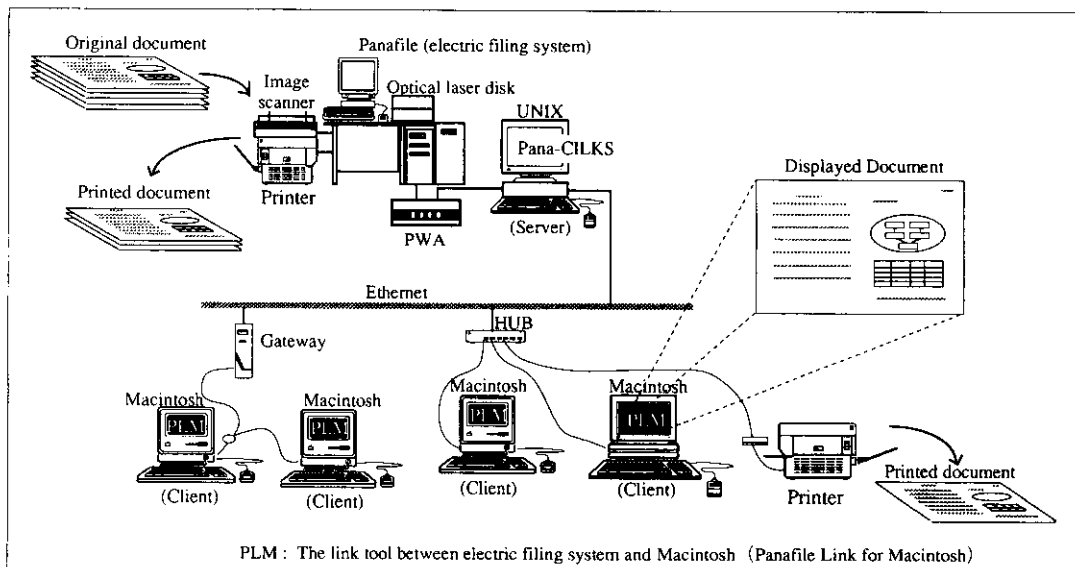 Original document
Panafile (electric filing system)
Image
scanner
Optical laser disk
UNIX
Pana-CILKS
Displayed Document
Printed document
Printer
PWA
(Server)
Ethernet
HUB
Gateway
Macintosh
PLM
(Client)
Macintosh
PLM
(Client)
Macintosh
PLM
(Client)
Macintosh
PLM
(Client)
Printer
Printed document
PLM : The link tool between electric filing system and Macintosh (Panafile Link for Macintosh)